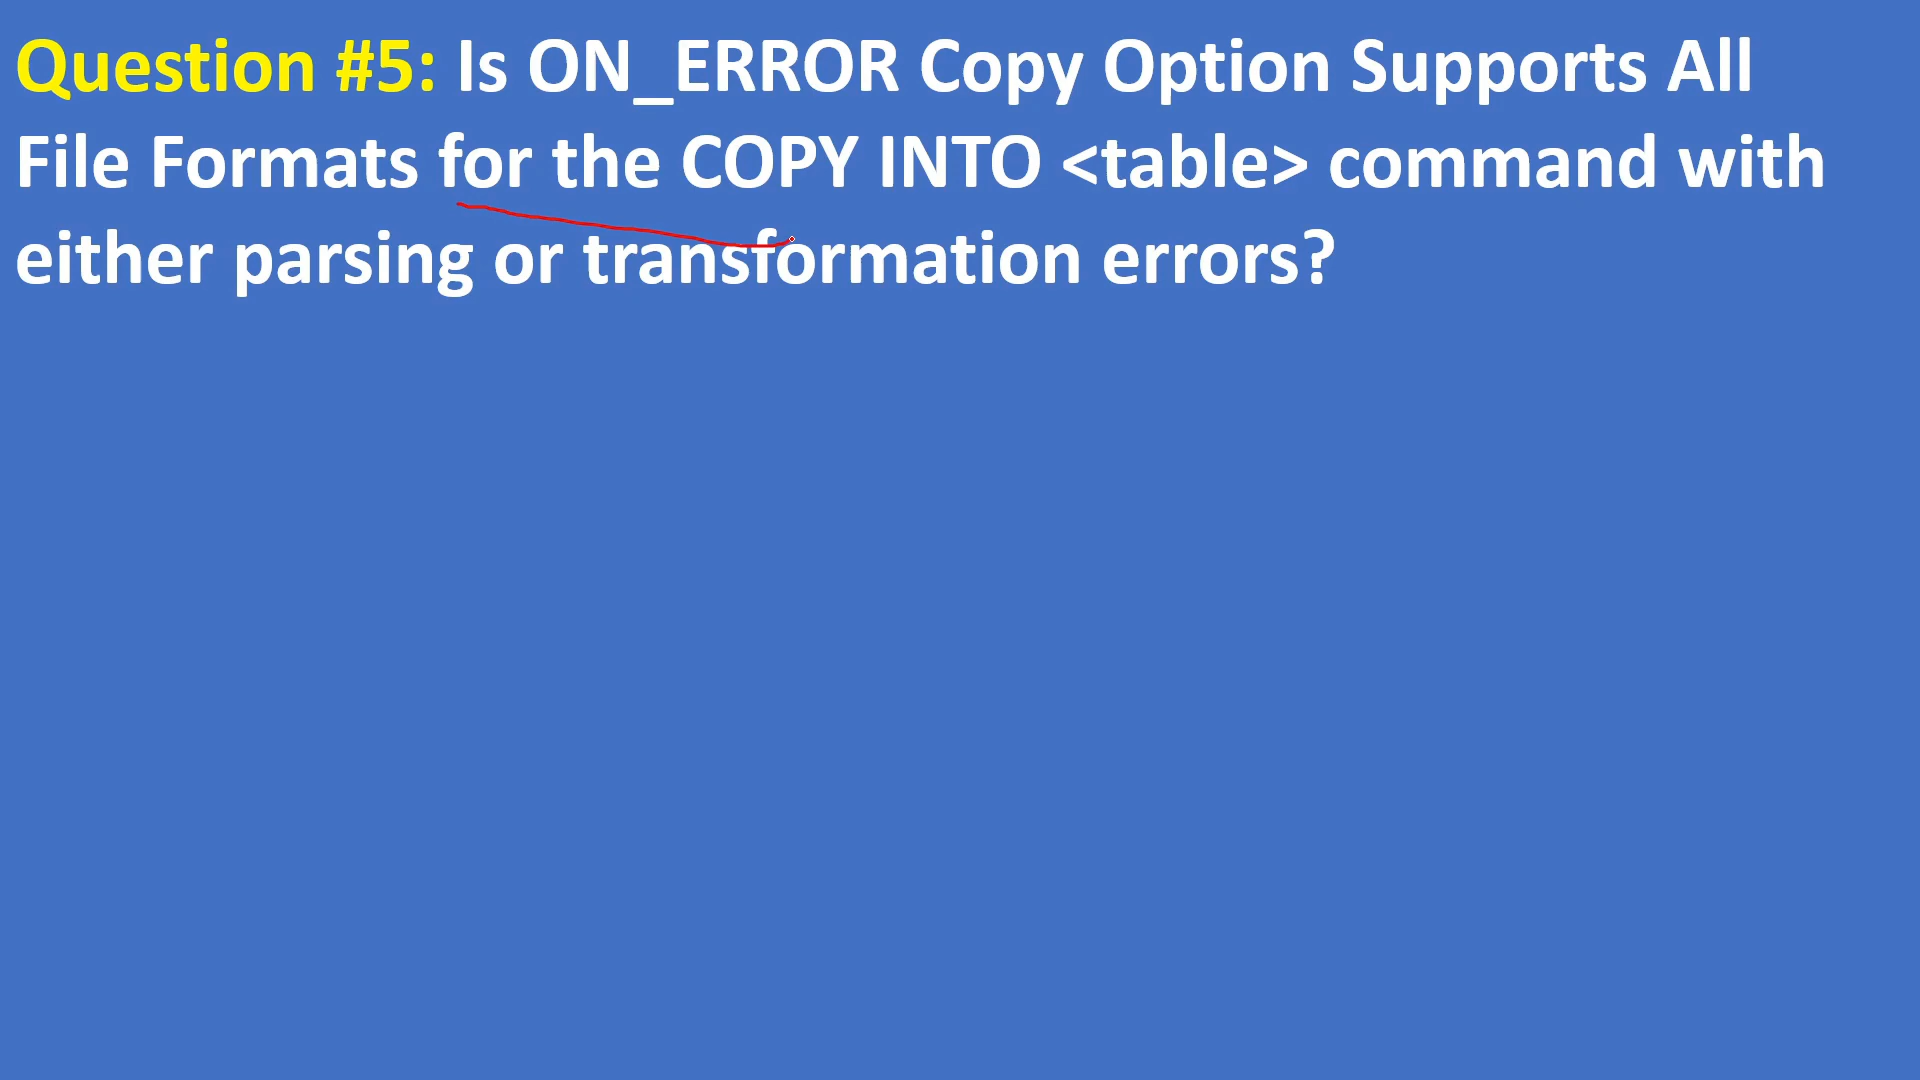 Question #5: Is ON_ERROR Copy Option Supports All
File Formats for the COPY INTO <table> command with
either parsing or transformation errors?